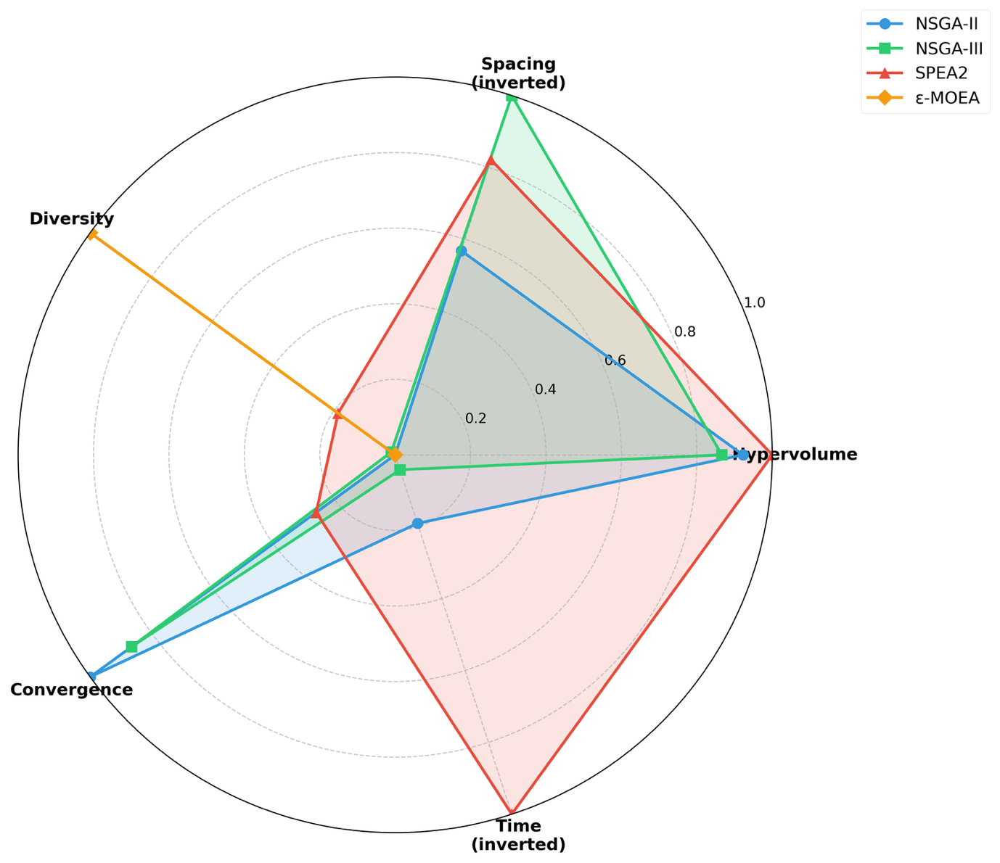 NSGA-II
NSGA-III
SPEA2
ε-MOEA
Spacing
(inverted)
Diversity
1.0
0.8
0.6
0.4
0.2
Hypervolume
Convergence
Time
(inverted)